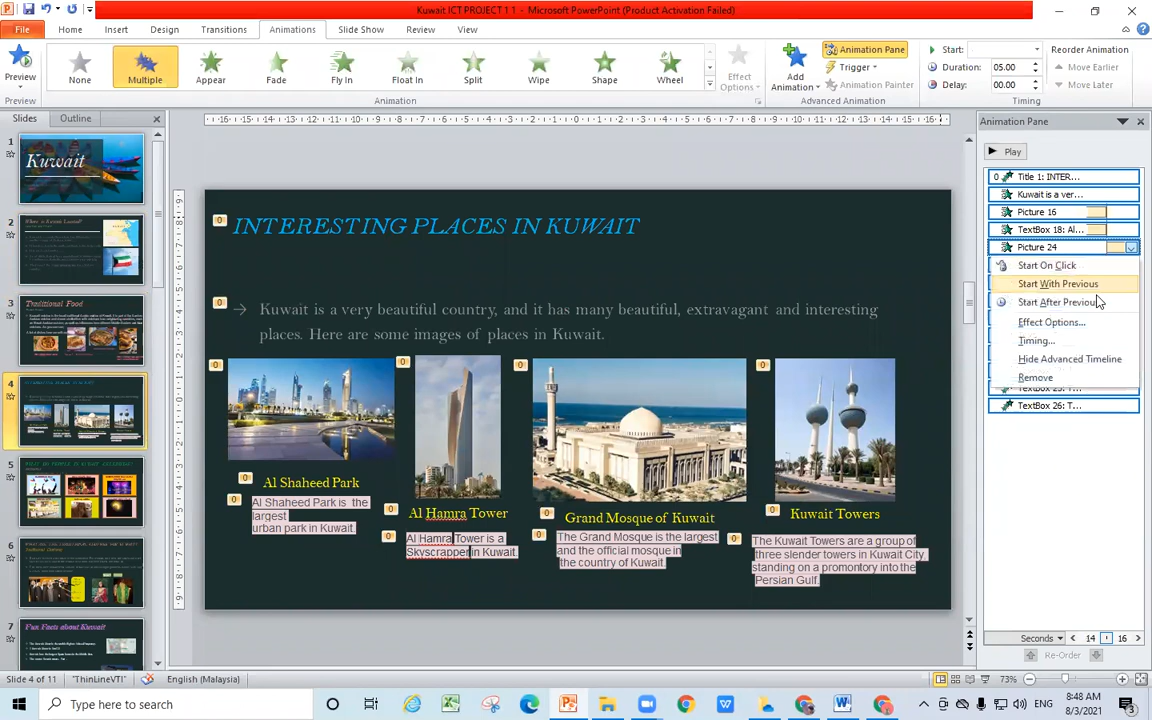 Kuwait ICT PROJECT 1 1 - Microsoft PowerPoint (Product Activation Failed)
File Home Insert Design Transitions Animations Slide Show Review View
Preview
None Multiple Appear Fade Fly In Float In Split Wipe Shape Wheel
Effect
Options
Add
Animation
Animation Pane
Trigger
Animation Painter
Start:
Duration: 05.00
Delay: 00.00
Reorder Animation
Move Earlier
Move Later
Preview Animation Advanced Animation Timing
Slides Outline
1
Kuwait
2
3
Traditional Food
4
5
6
7
Fun Facts about Kuwait
INTERESTING PLACES IN KUWAIT
Kuwait is a very beautiful country, and it has many beautiful, extravagant and interesting
places. Here are some images of places in Kuwait.
Al Shaheed Park
Al Shaheed Park is the
largest
urban park in Kuwait.
Al Hamra Tower
Al Hamra Tower is a
Skyscrapper in Kuwait.
Grand Mosque of Kuwait
The Grand Mosque is the largest
and the official mosque in
the country of Kuwait.
Kuwait Towers
The Kuwait Towers are a group of
three slender towers in Kuwait City,
standing on a promontory into the
Persian Gulf.
Animation Pane
Play
0 Title 1: INTER...
Kuwait is a ver...
Picture 16
TextBox 18: Al...
Picture 24
Start On Click
Start With Previous
Start After Previous
Effect Options...
Timing...
Hide Advanced Timeline
Remove
TextBox 26: T...
Seconds 14 16
Re-Order
Slide 4 of 11 "ThinLineVTI" English (Malaysia) 73%
Type here to search
ENG
8:48 AM
8/3/2021
3